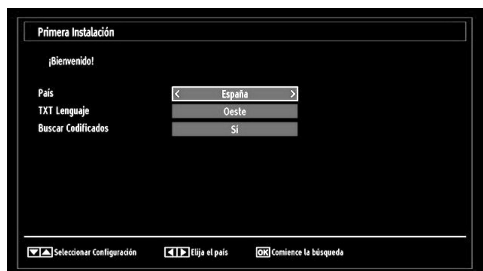 Primera Instalación
¡Bienvenido!
País < España >
TXT Lenguaje Oeste
Buscar Codificados Sí
Seleccionar Configuración Elija el país OK Comience la búsqueda